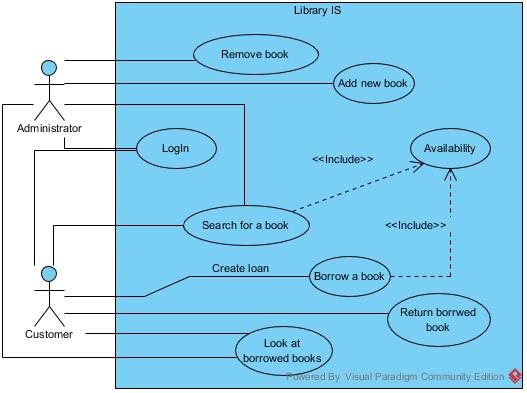 Library IS
Remove book
Add new book
Administrator
LogIn
Availability
<<Include>>
Search for a book
<<Include>>
Create loan
Borrow a book
Return borrwed
book
Customer
Look at
borrowed books
Powered By Visual Paradigm Community Edition